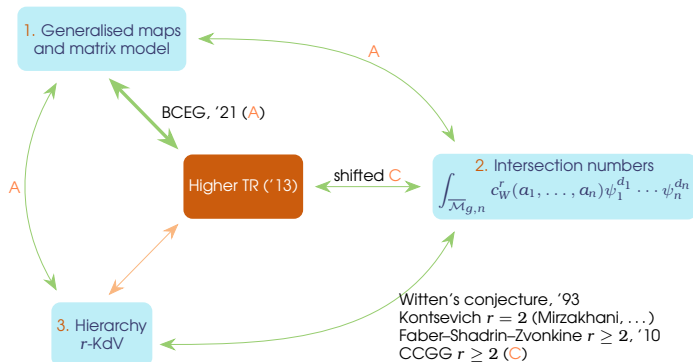 1. Generalised maps
and matrix model
A
BCEG, '21 (A)
A
Higher TR ('13)
shifted C
2. Intersection numbers
∫_{\overline{M}_{g,n}} c_W^r(a_1, …, a_n)ψ_1^{d_1} ⋯ ψ_n^{d_n}
3. Hierarchy
r-KdV
Witten's conjecture, '93
Kontsevich r = 2 (Mirzakhani, …)
Faber–Shadrin–Zvonkine r ≥ 2, '10
CCGG r ≥ 2 (C)